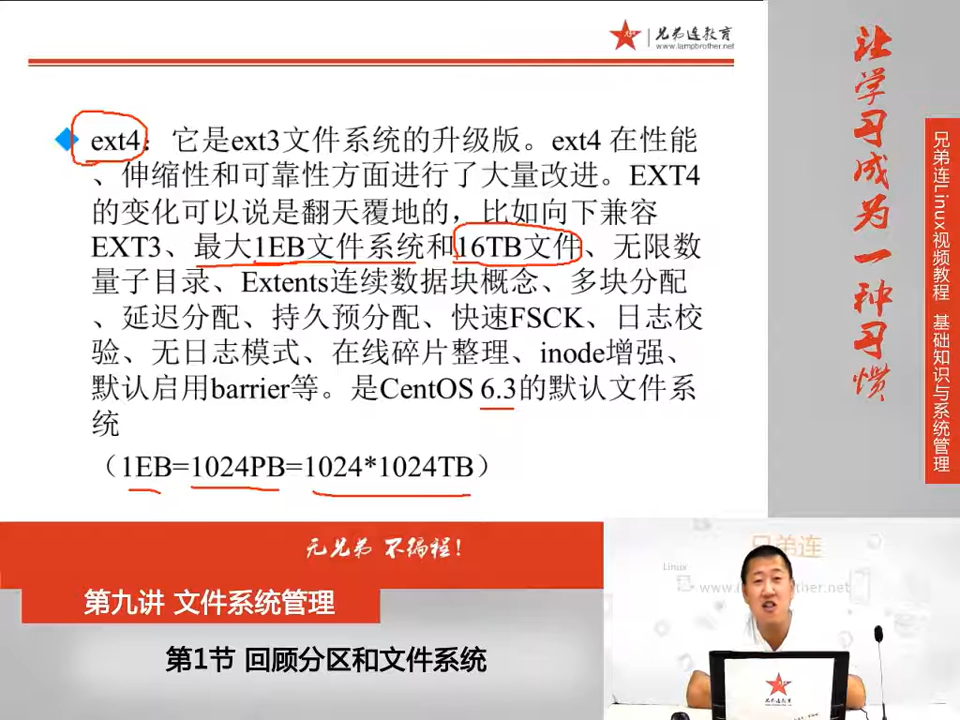 兄弟连教育
www.lampbrother.net
ext4：它是ext3文件系统的升级版。ext4 在性能
、伸缩性和可靠性方面进行了大量改进。EXT4
的变化可以说是翻天覆地的，比如向下兼容
EXT3、最大1EB文件系统和16TB文件、无限数
量子目录、Extents连续数据块概念、多块分配
、延迟分配、持久预分配、快速FSCK、日志校
验、无日志模式、在线碎片整理、inode增强、
默认启用barrier等。是CentOS 6.3的默认文件系
统
（1EB=1024PB=1024*1024TB）
让学习成为一种习惯
兄弟连Linux视频教程 基础知识与系统管理
无兄弟 不编程！
第九讲 文件系统管理
第1节 回顾分区和文件系统
兄弟连
Linux
兄弟连教育